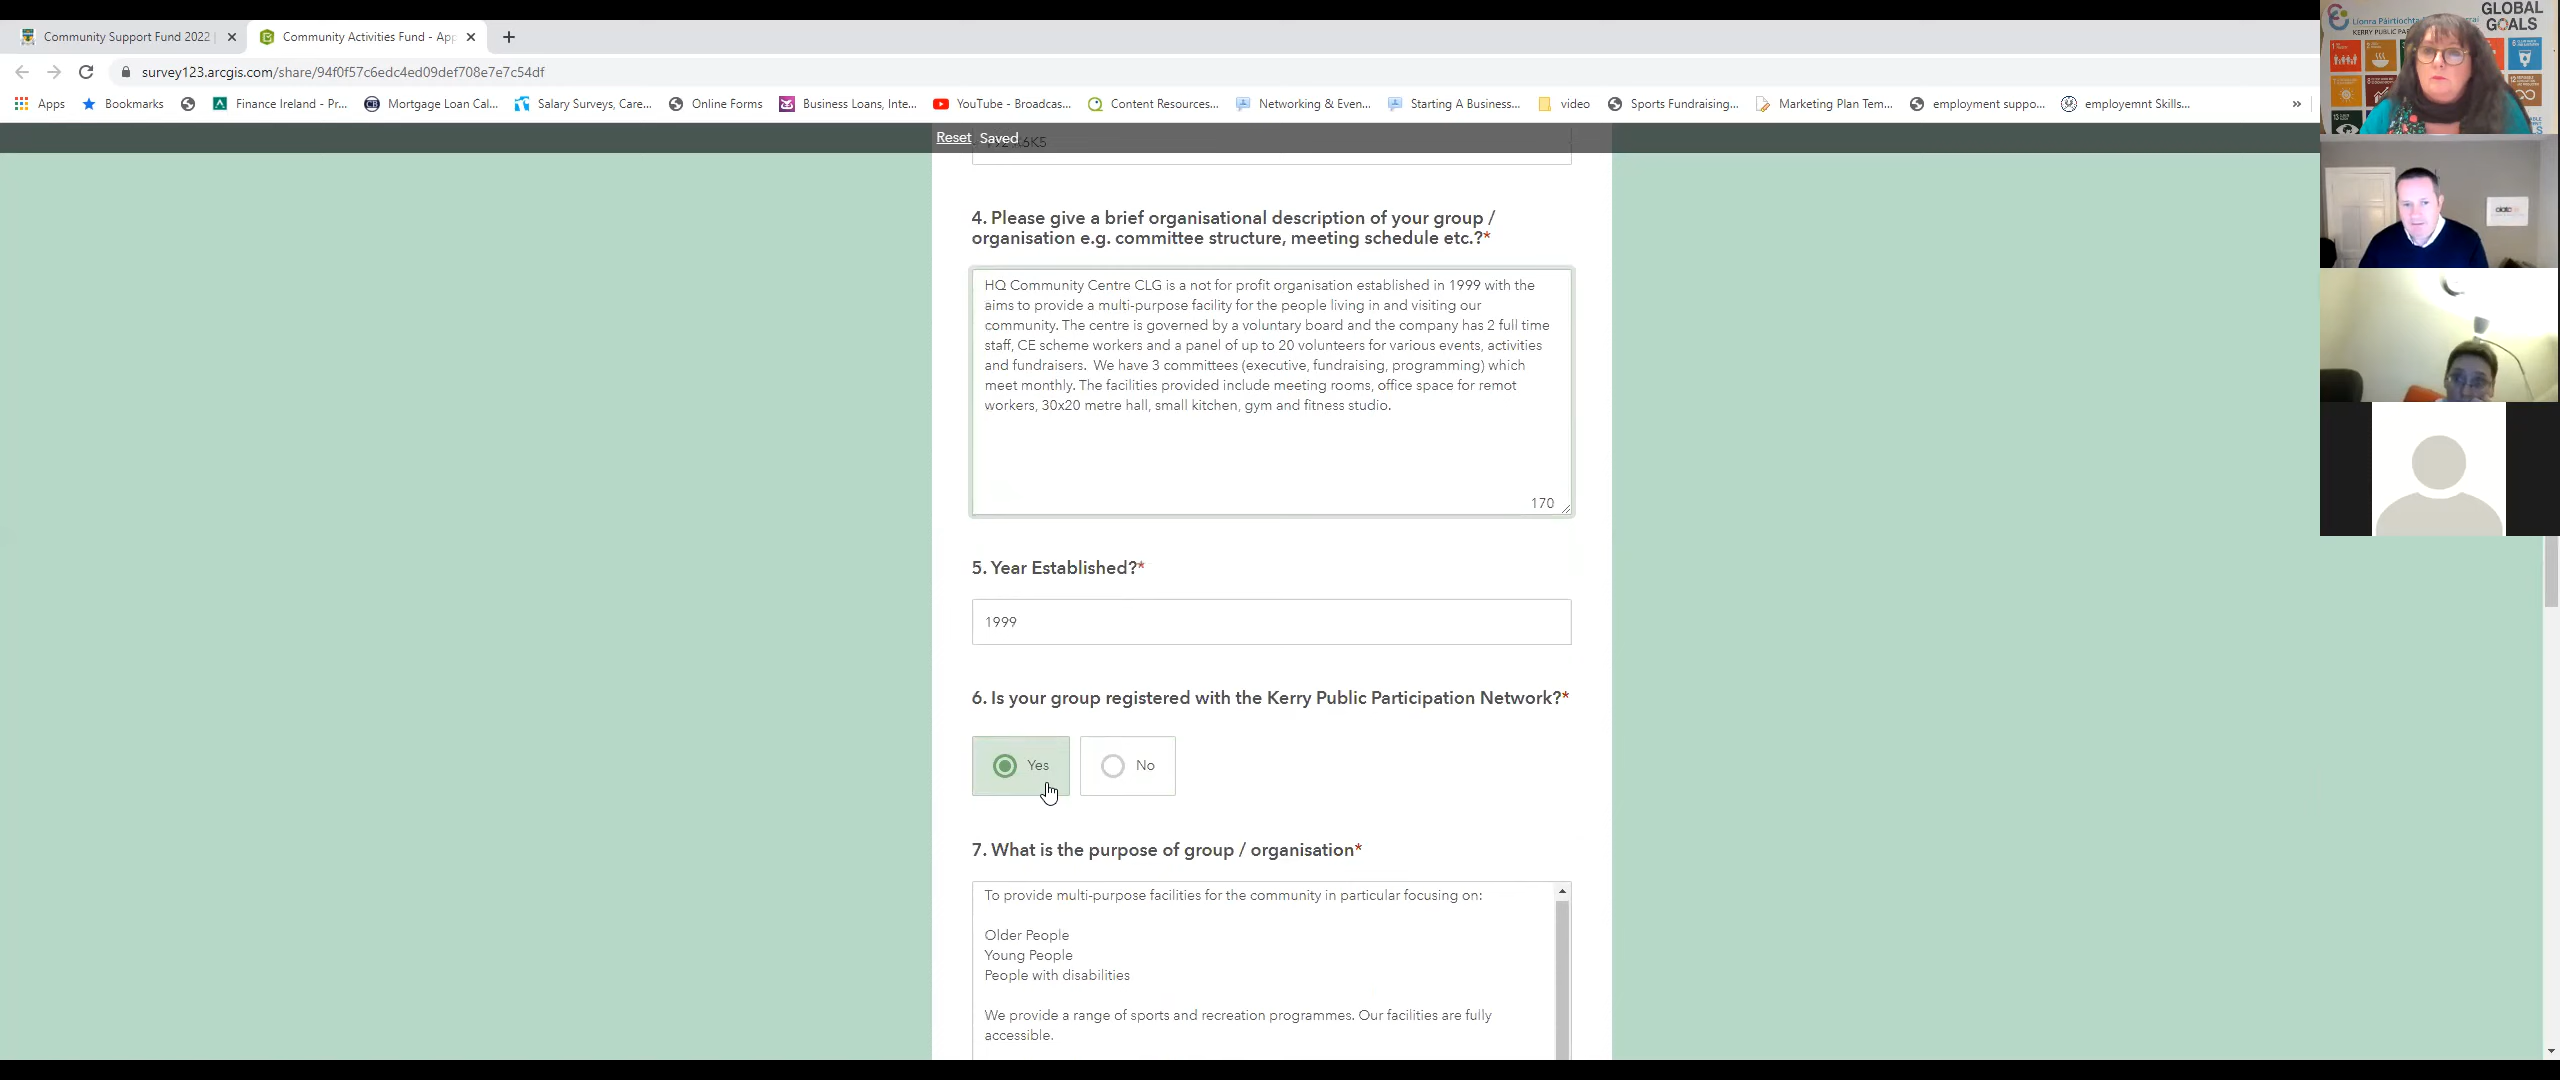 Community Support Fund 2022
Community Activities Fund - App
survey123.arcgis.com/share/94f0f57c6edc4ed09def708e7e7c54df
Apps
Bookmarks
Finance Ireland - Pr...
Mortgage Loan Cal...
Salary Surveys, Care...
Online Forms
Business Loans, Inte...
YouTube - Broadcas...
Content Resources...
Networking & Even...
Starting A Business...
video
Sports Fundraising...
Marketing Plan Tem...
employment suppo...
employemnt Skills...
»
Reset Saved
4. Please give a brief organisational description of your group /
organisation e.g. committee structure, meeting schedule etc.?*
HQ Community Centre CLG is a not for profit organisation established in 1999 with the
aims to provide a multi-purpose facility for the people living in and visiting our
community. The centre is governed by a voluntary board and the company has 2 full time
staff, CE scheme workers and a panel of up to 20 volunteers for various events, activities
and fundraisers. We have 3 committees (executive, fundraising, programming) which
meet monthly. The facilities provided include meeting rooms, office space for remot
workers, 30x20 metre hall, small kitchen, gym and fitness studio.
170
5. Year Established?*
1999
6. Is your group registered with the Kerry Public Participation Network?*
Yes
No
7. What is the purpose of group / organisation*
To provide multi-purpose facilities for the community in particular focusing on:
Older People
Young People
People with disabilities
We provide a range of sports and recreation programmes. Our facilities are fully
accessible.
GLOBAL
GOALS
Líonra Páirtíochta
KERRY PUBLIC